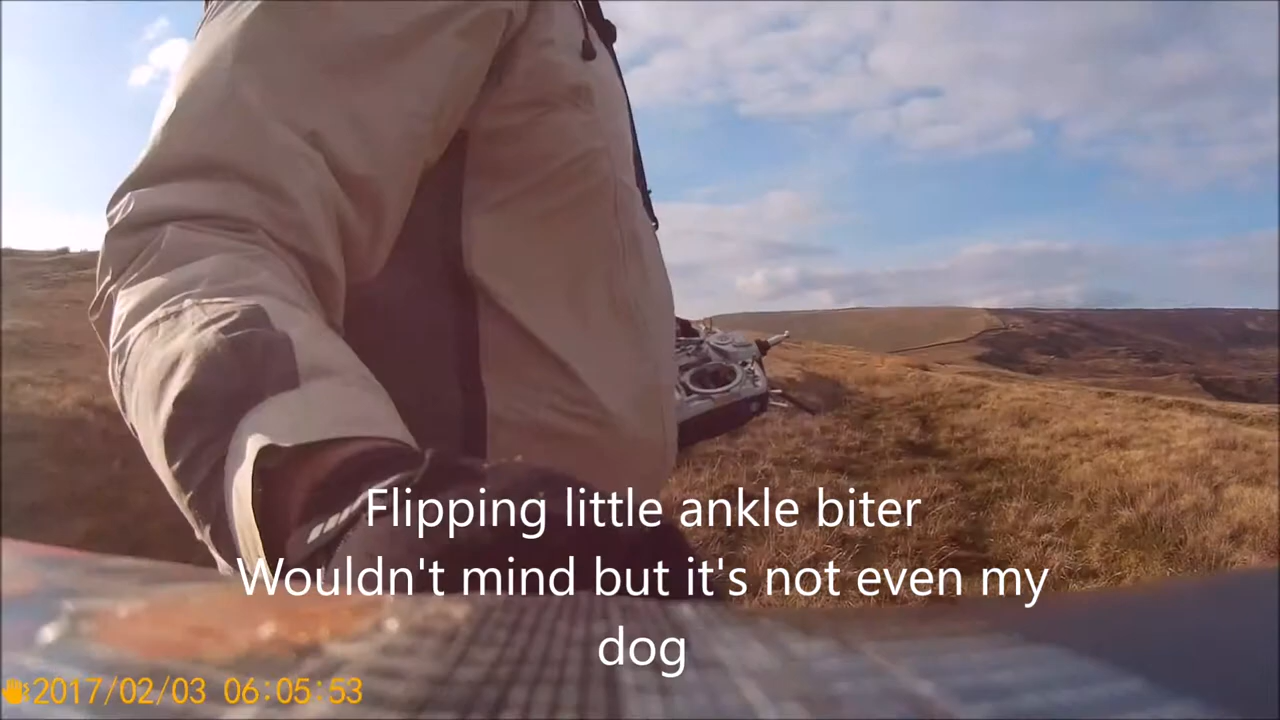 Flipping little ankle biter
Wouldn't mind but it's not even my
dog
2017/02/03 06:05:53